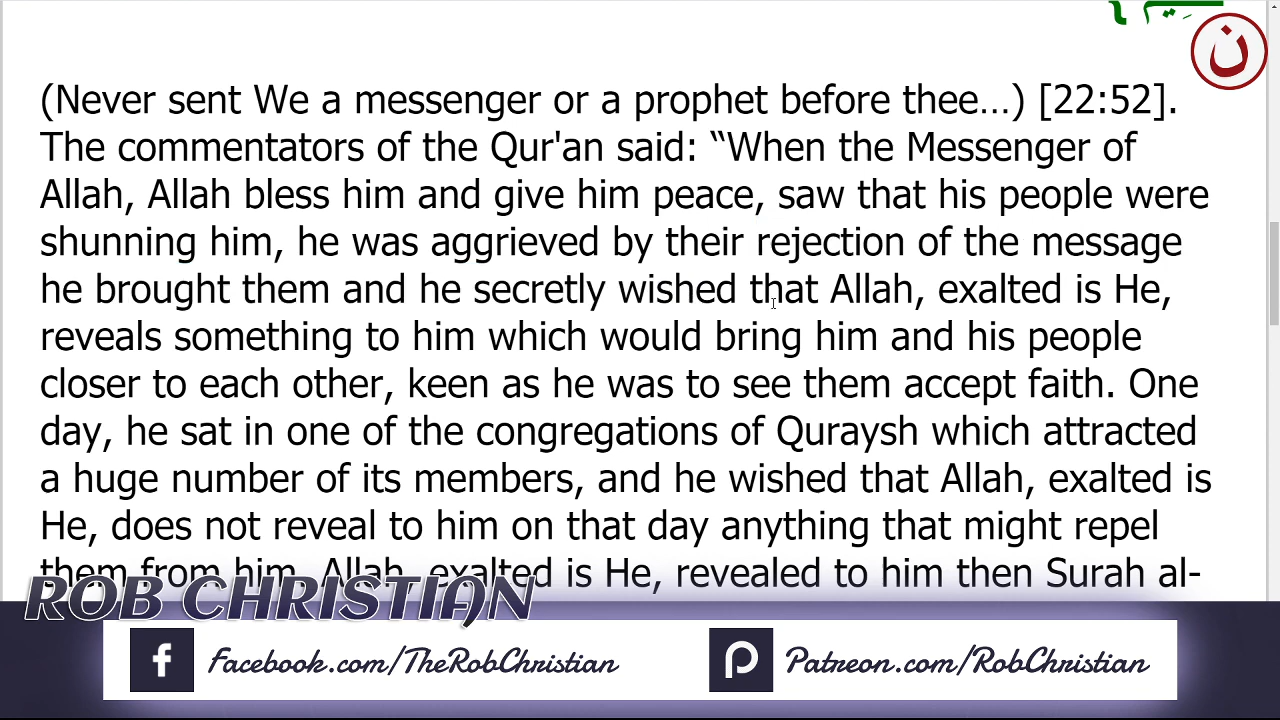 ن
(Never sent We a messenger or a prophet before thee…) [22:52].
The commentators of the Qur'an said: “When the Messenger of
Allah, Allah bless him and give him peace, saw that his people were
shunning him, he was aggrieved by their rejection of the message
he brought them and he secretly wished that Allah, exalted is He,
reveals something to him which would bring him and his people
closer to each other, keen as he was to see them accept faith. One
day, he sat in one of the congregations of Quraysh which attracted
a huge number of its members, and he wished that Allah, exalted is
He, does not reveal to him on that day anything that might repel
them from him. Allah, exalted is He, revealed to him then Surah al-
ROB CHRISTIAN
Facebook.com/TheRobChristian
Patreon.com/RobChristian